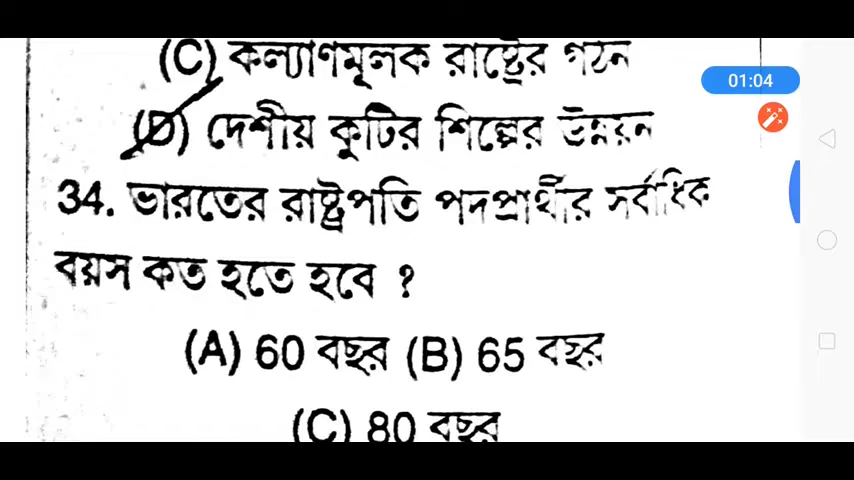 (C) কল্যাণমূলক রাষ্ট্রের গঠন
01:04
(D) দেশীয় কুটির শিল্পের উন্নয়ন
34. ভারতের রাষ্ট্রপতি পদপ্রার্থীর সর্বাধিক
বয়স কত হতে হবে ?
(A) 60 বছর (B) 65 বছর
(C) 80 বছর